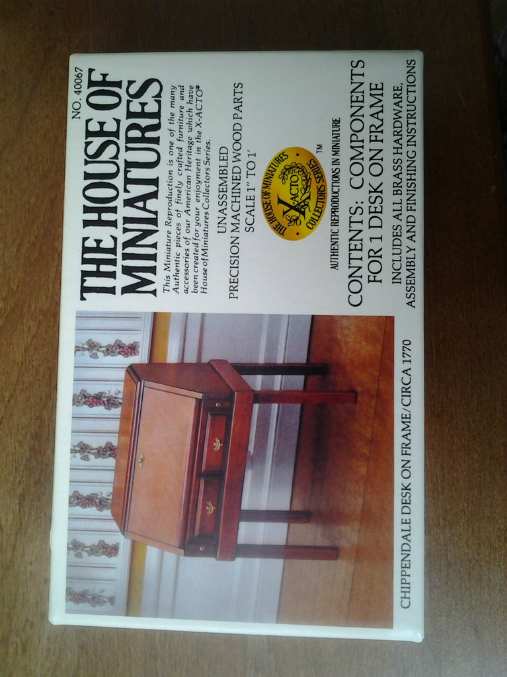 NO. 40067
THE HOUSE OF
MINIATURES
This Miniature Reproduction is one of the many
Authentic pieces of finely crafted furniture and
accessories of our American Heritage which have
been created for your enjoyment in the X-ACTO®
House of Miniatures Collectors Series.
UNASSEMBLED
PRECISION MACHINED WOOD PARTS
SCALE 1" TO 1'
THE HOUSE OF MINIATURES
X-ACTO
COLLECTORS SERIES
TM
AUTHENTIC REPRODUCTIONS IN MINIATURE
CONTENTS: COMPONENTS
FOR 1 DESK ON FRAME
INCLUDES ALL BRASS HARDWARE,
ASSEMBLY AND FINISHING INSTRUCTIONS
CHIPPENDALE DESK ON FRAME/CIRCA 1770